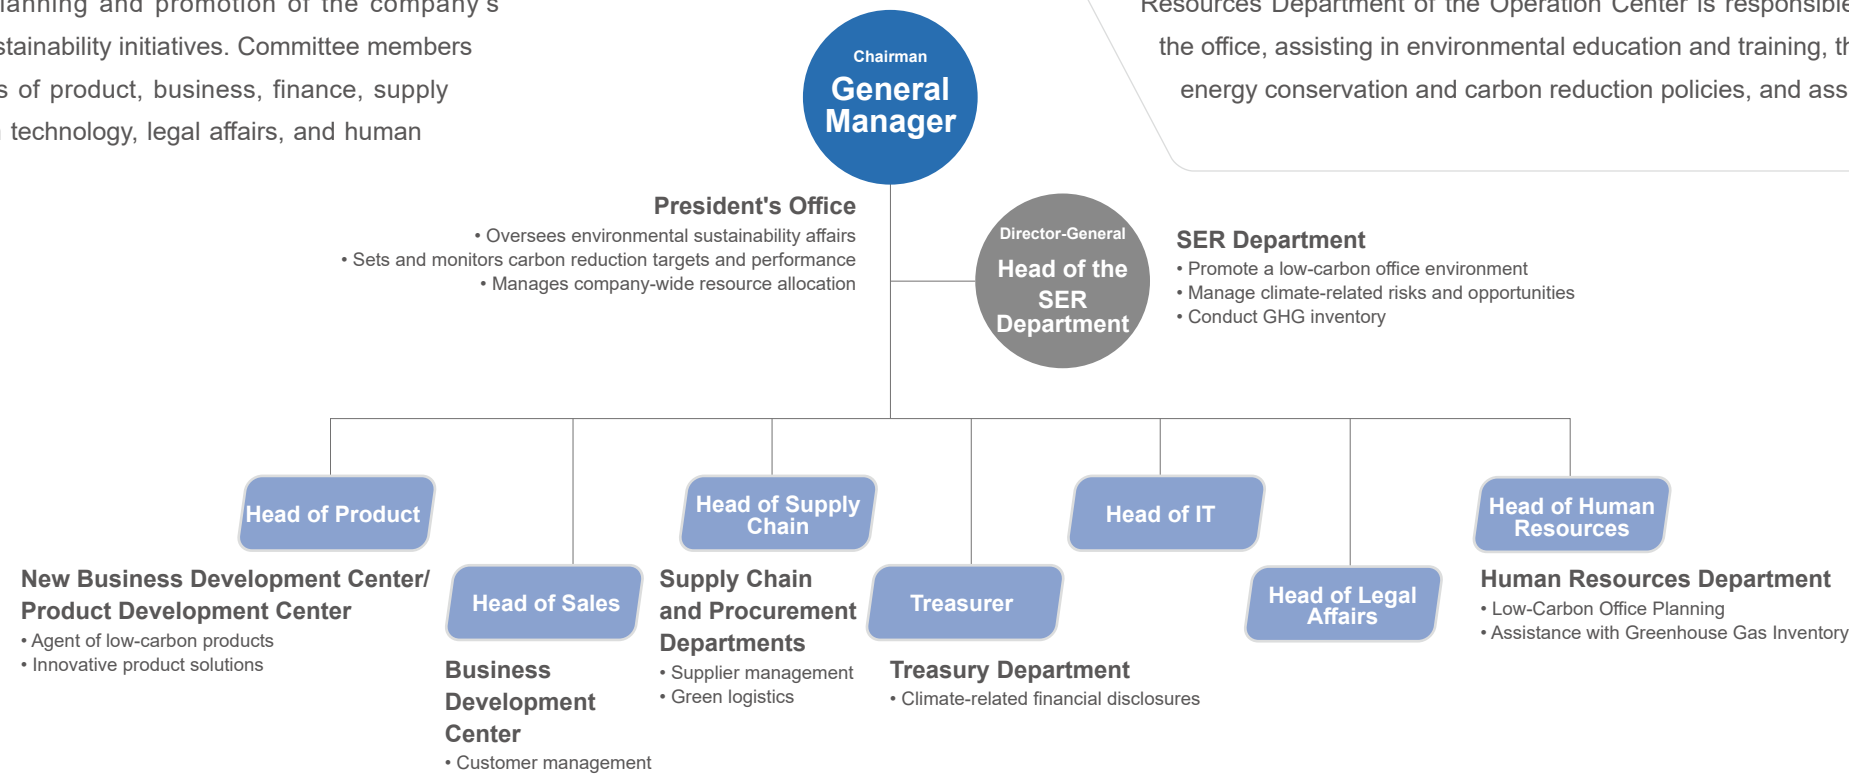 lanning and promotion of the company's
stainability initiatives. Committee members
s of product, business, finance, supply
technology, legal affairs, and human
Resources Department of the Operation Center is responsible
the office, assisting in environmental education and training,
energy conservation and carbon reduction policies, and
Chairman
General
Manager
President's Office
• Oversees environmental sustainability affairs
• Sets and monitors carbon reduction targets and performance
• Manages company-wide resource allocation
Director-General
Head of the
SER
Department
SER Department
• Promote a low-carbon office environment
• Manage climate-related risks and opportunities
• Conduct GHG inventory
Head of Product
New Business Development Center/
Product Development Center
• Agent of low-carbon products
• Innovative product solutions
Head of Sales
Business
Development
Center
• Customer management
Head of Supply
Chain
Supply Chain
and Procurement
Departments
• Supplier management
• Green logistics
Treasurer
Treasury Department
• Climate-related financial disclosures
Head of IT
Head of Legal
Affairs
Head of Human
Resources
Human Resources Department
• Low-Carbon Office Planning
• Assistance with Greenhouse Gas Inventory